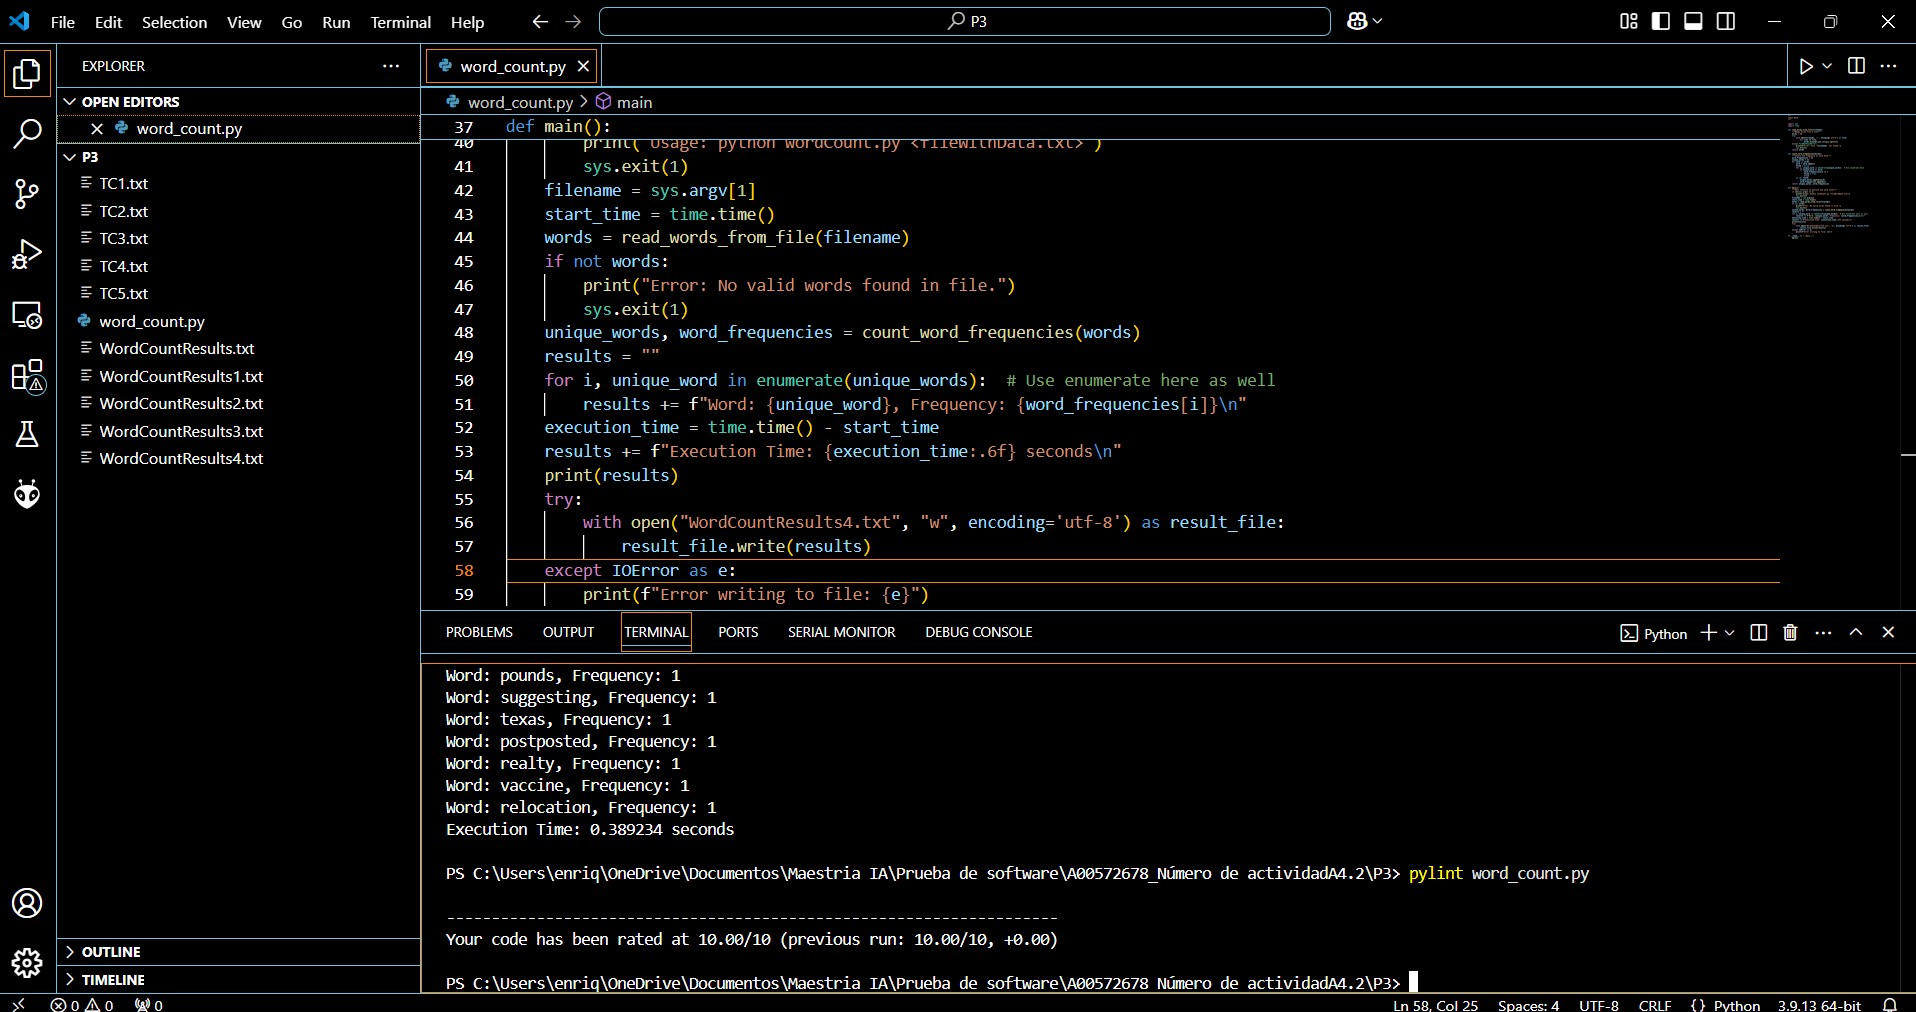 File Edit Selection View Go Run Terminal Help
P3
EXPLORER
OPEN EDITORS
word_count.py
P3
TC1.txt
TC2.txt
TC3.txt
TC4.txt
TC5.txt
word_count.py
WordCountResults.txt
WordCountResults1.txt
WordCountResults2.txt
WordCountResults3.txt
WordCountResults4.txt
OUTLINE
TIMELINE
word_count.py
word_count.py > main
37 def main():
40 print("Usage: python wordCount.py <fileWithData.txt>")
41 sys.exit(1)
42 filename = sys.argv[1]
43 start_time = time.time()
44 words = read_words_from_file(filename)
45 if not words:
46 print("Error: No valid words found in file.")
47 sys.exit(1)
48 unique_words, word_frequencies = count_word_frequencies(words)
49 results = ""
50 for i, unique_word in enumerate(unique_words):  # Use enumerate here as well
51 results += f"Word: {unique_word}, Frequency: {word_frequencies[i]}\n"
52 execution_time = time.time() - start_time
53 results += f"Execution Time: {execution_time:.6f} seconds\n"
54 print(results)
55 try:
56 with open("WordCountResults4.txt", "w", encoding='utf-8') as result_file:
57 result_file.write(results)
58 except IOError as e:
59 print(f"Error writing to file: {e}")
PROBLEMS OUTPUT TERMINAL PORTS SERIAL MONITOR DEBUG CONSOLE
Python
Word: pounds, Frequency: 1
Word: suggesting, Frequency: 1
Word: texas, Frequency: 1
Word: postposted, Frequency: 1
Word: realty, Frequency: 1
Word: vaccine, Frequency: 1
Word: relocation, Frequency: 1
Execution Time: 0.389234 seconds
PS C:\Users\enriq\OneDrive\Documentos\Maestria IA\Prueba de software\A00572678_Número de actividadA4.2\P3> pylint word_count.py
--------------------------------------------------------------------
Your code has been rated at 10.00/10 (previous run: 10.00/10, +0.00)
PS C:\Users\enriq\OneDrive\Documentos\Maestria IA\Prueba de software\A00572678_Número de actividadA4.2\P3>
0 0 0
Ln 58, Col 25 Spaces: 4 UTF-8 CRLF {} Python 3.9.13 64-bit